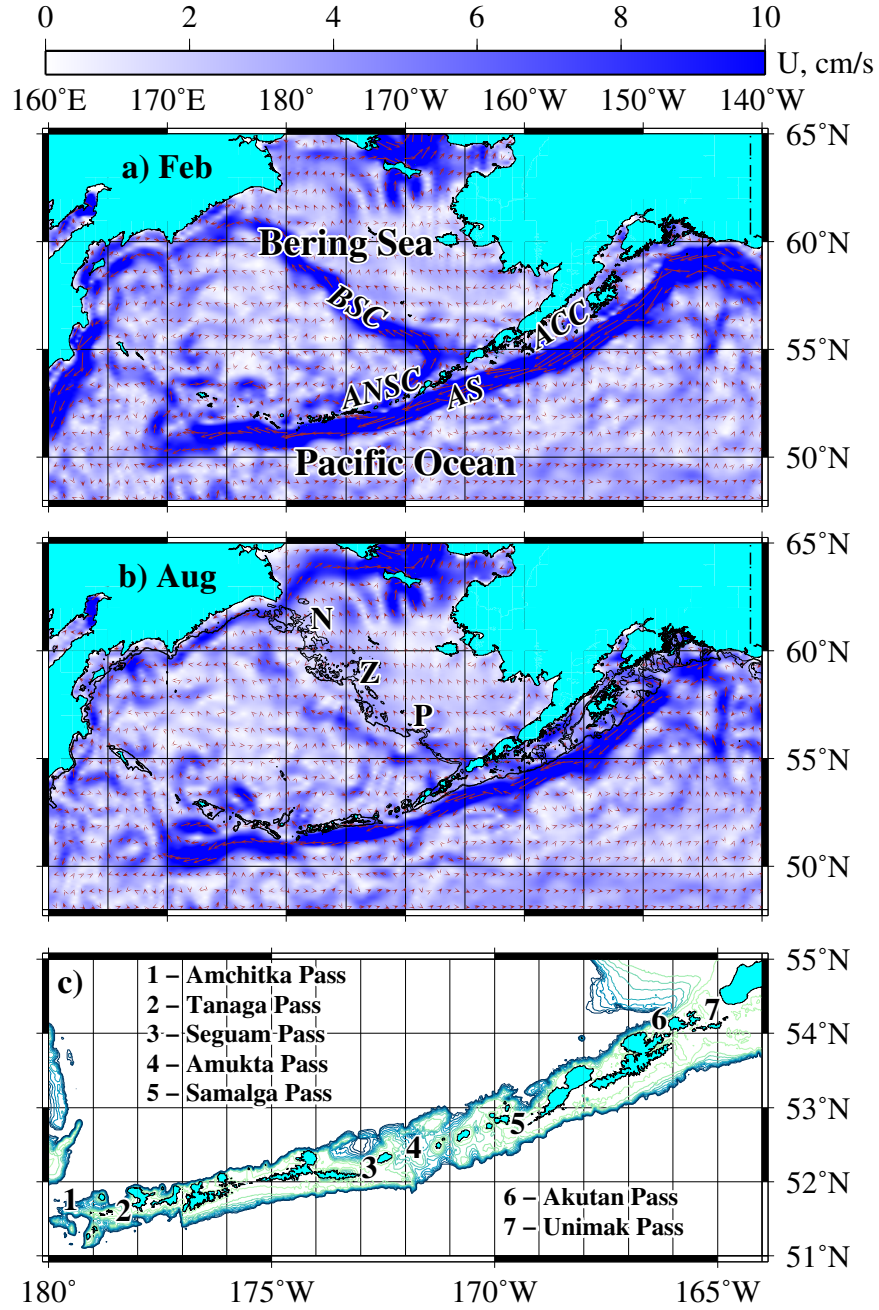 0 2 4 6 8 10
U, cm/s
160°E 170°E 180° 170°W 160°W 150°W 140°W
65°N
a) Feb
Bering Sea
60°N
BSC
ACC
55°N
ANSC
AS
Pacific Ocean
50°N
65°N
b) Aug
N
60°N
Z
P
55°N
50°N
55°N
c)
1 – Amchitka Pass
2 – Tanaga Pass
3 – Seguam Pass
4 – Amukta Pass
5 – Samalga Pass
6
7
54°N
5
53°N
4
3
52°N
1
2
6 – Akutan Pass
7 – Unimak Pass
51°N
180° 175°W 170°W 165°W